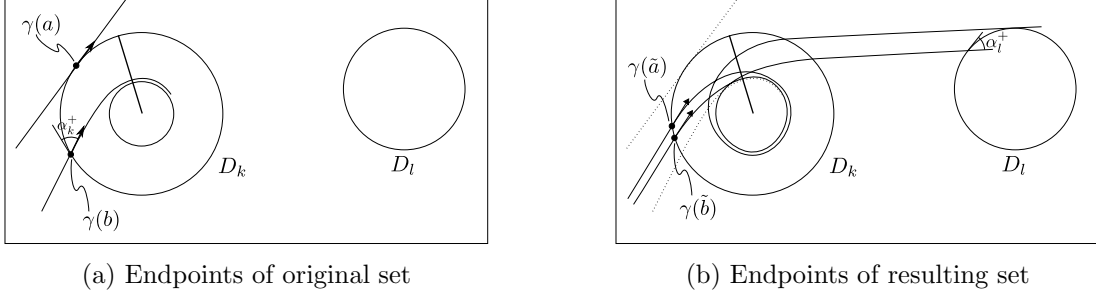 γ(a)
α_k^+
D_k
D_l
γ(b)
(a) Endpoints of original set
α_l^+
γ(ã)
D_k
D_l
γ(b̃)
(b) Endpoints of resulting set